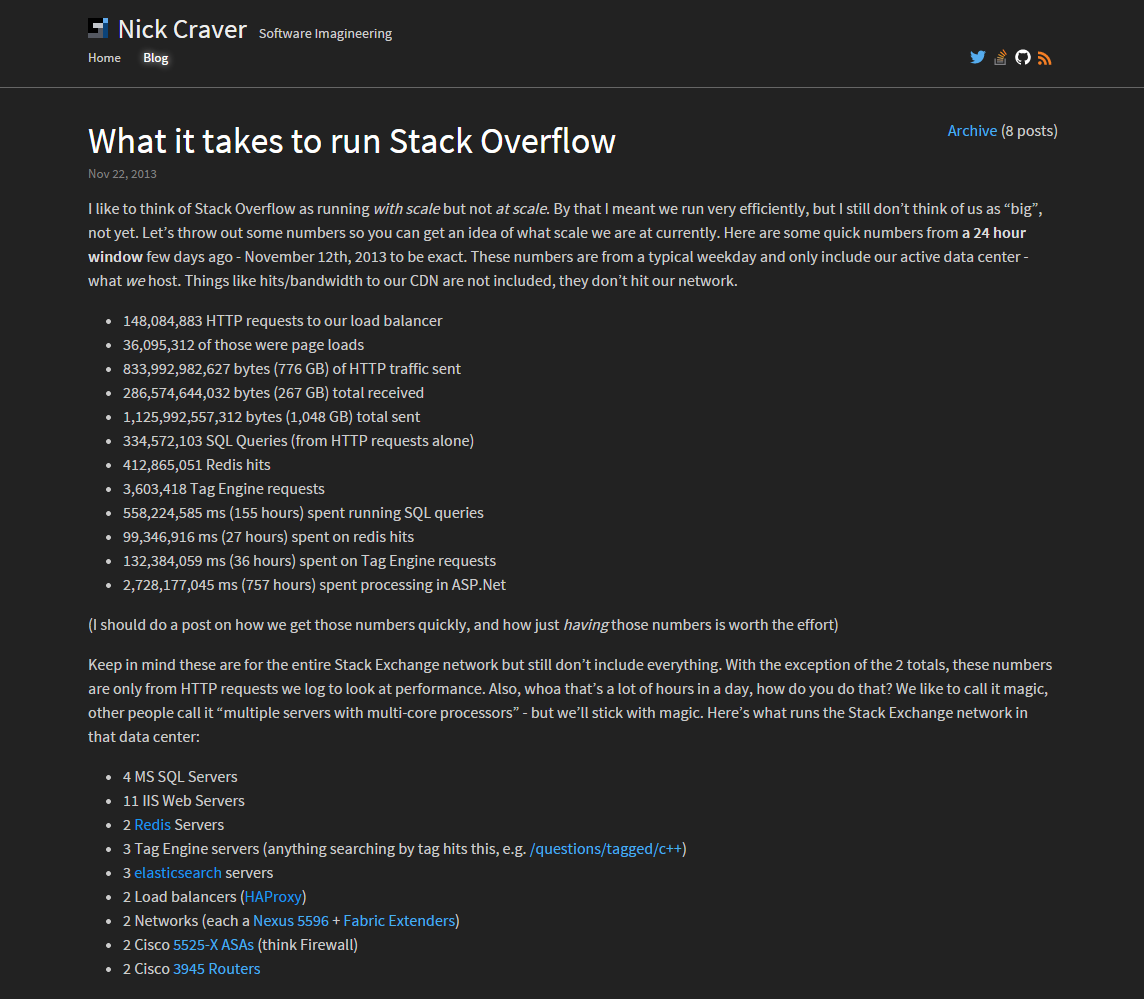 Nick Craver Software Imagineering
Home Blog
What it takes to run Stack Overflow
Archive (8 posts)
Nov 22, 2013
I like to think of Stack Overflow as running with scale but not at scale. By that I meant we run very efficiently, but I still don’t think of us as “big”,
not yet. Let’s throw out some numbers so you can get an idea of what scale we are at currently. Here are some quick numbers from a 24 hour
window few days ago - November 12th, 2013 to be exact. These numbers are from a typical weekday and only include our active data center -
what we host. Things like hits/bandwidth to our CDN are not included, they don’t hit our network.
• 148,084,883 HTTP requests to our load balancer
• 36,095,312 of those were page loads
• 833,992,982,627 bytes (776 GB) of HTTP traffic sent
• 286,574,644,032 bytes (267 GB) total received
• 1,125,992,557,312 bytes (1,048 GB) total sent
• 334,572,103 SQL Queries (from HTTP requests alone)
• 412,865,051 Redis hits
• 3,603,418 Tag Engine requests
• 558,224,585 ms (155 hours) spent running SQL queries
• 99,346,916 ms (27 hours) spent on redis hits
• 132,384,059 ms (36 hours) spent on Tag Engine requests
• 2,728,177,045 ms (757 hours) spent processing in ASP.Net
(I should do a post on how we get those numbers quickly, and how just having those numbers is worth the effort)
Keep in mind these are for the entire Stack Exchange network but still don’t include everything. With the exception of the 2 totals, these numbers
are only from HTTP requests we log to look at performance. Also, whoa that’s a lot of hours in a day, how do you do that? We like to call it magic,
other people call it “multiple servers with multi-core processors” - but we’ll stick with magic. Here’s what runs the Stack Exchange network in
that data center:
• 4 MS SQL Servers
• 11 IIS Web Servers
• 2 Redis Servers
• 3 Tag Engine servers (anything searching by tag hits this, e.g. /questions/tagged/c++)
• 3 elasticsearch servers
• 2 Load balancers (HAProxy)
• 2 Networks (each a Nexus 5596 + Fabric Extenders)
• 2 Cisco 5525-X ASAs (think Firewall)
• 2 Cisco 3945 Routers